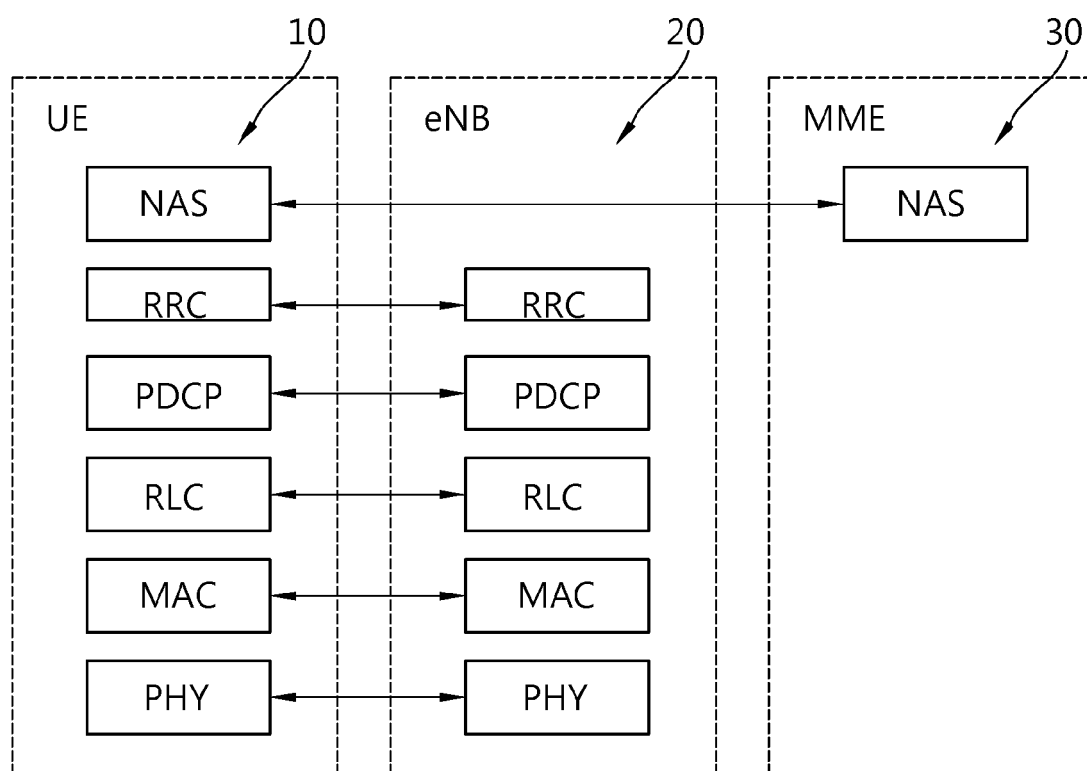 10 20 30
UE eNB MME
NAS NAS
RRC RRC
PDCP PDCP
RLC RLC
MAC MAC
PHY PHY